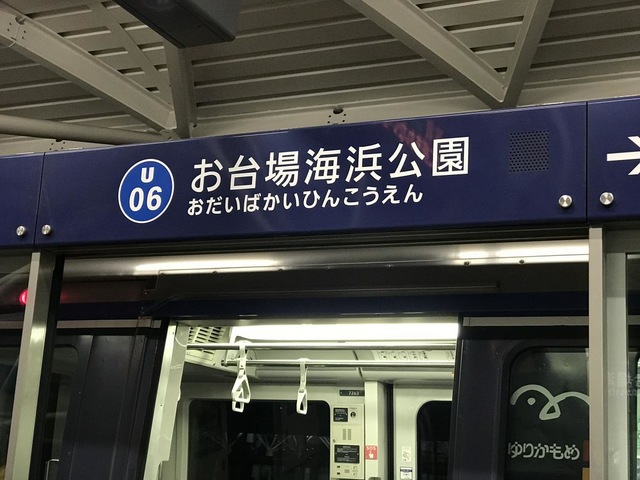 U
06
お台場海浜公園
おだいばかいひんこうえん
→
SOS
ゆりかもめ